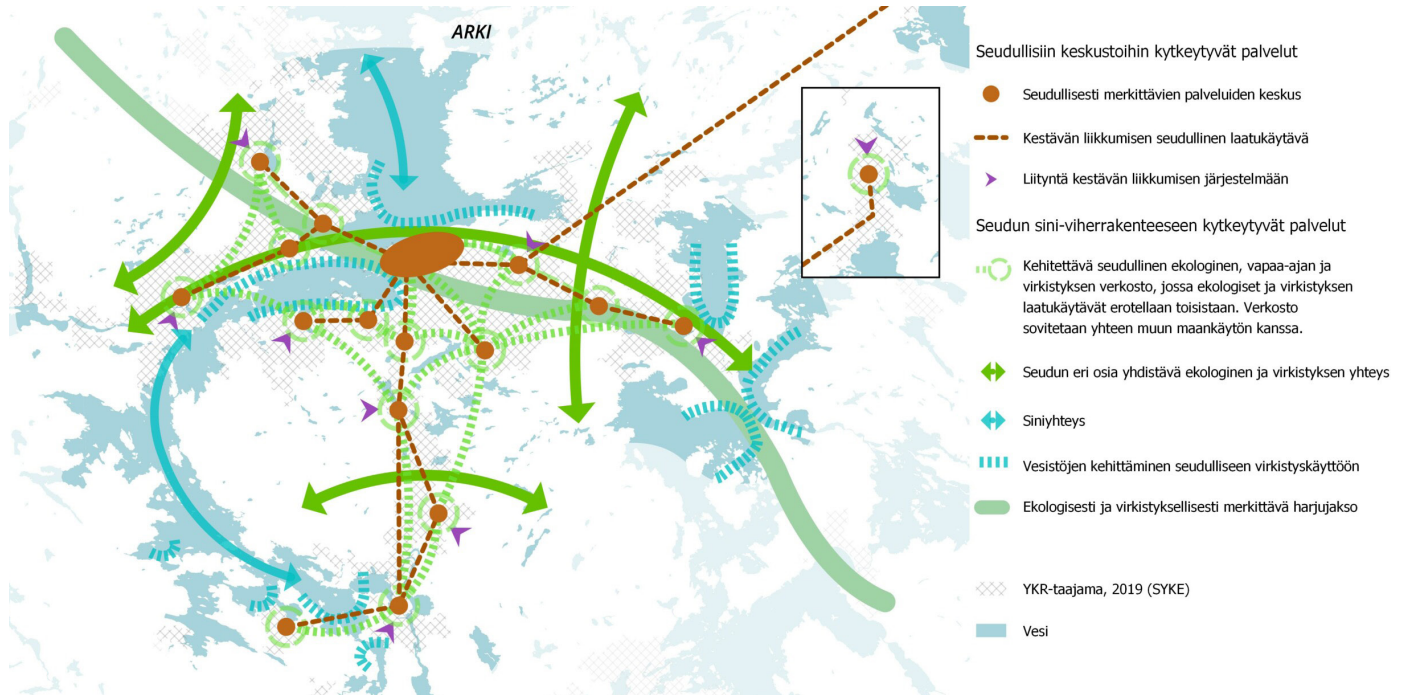 ARKI
Seudullisiin keskustoihin kytkeytyvät palvelut
Seudullisesti merkittävien palveluiden keskus
Kestävän liikkumisen seudullinen laatukäytävä
Liityntä kestävän liikkumisen järjestelmään
Seudun sini-viherrakenteeseen kytkeytyvät palvelut
Kehitettävä seudullinen ekologinen, vapaa-ajan ja
virkistyksen verkosto, jossa ekologiset ja virkistyksen
laatukäytävät erotellaan toisistaan. Verkosto
sovitetaan yhteen muun maankäytön kanssa.
Seudun eri osia yhdistävä ekologinen ja virkistyksen yhteys
Siniyhteys
Vesistöjen kehittäminen seudulliseen virkistyskäyttöön
Ekologisesti ja virkistyksellisesti merkittävä harjujakso
YKR-taajama, 2019 (SYKE)
Vesi